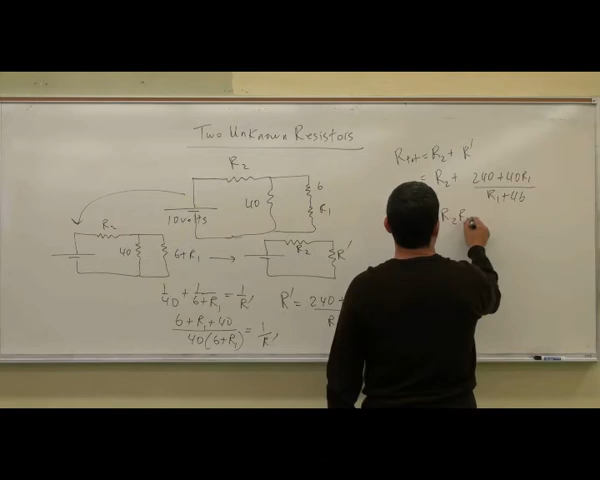 Two Unknown Resistors
R2
10 volts
40
6
R1
R2
40
6+R1
R2
R'
1/40 + 1/(6+R1) = 1/R'
(6+R1+40)/(40(6+R1)) = 1/R'
R' = 240+
R
Rtot = R2 + R'
= R2 + (240+40R1)/(R1+46)
R2R